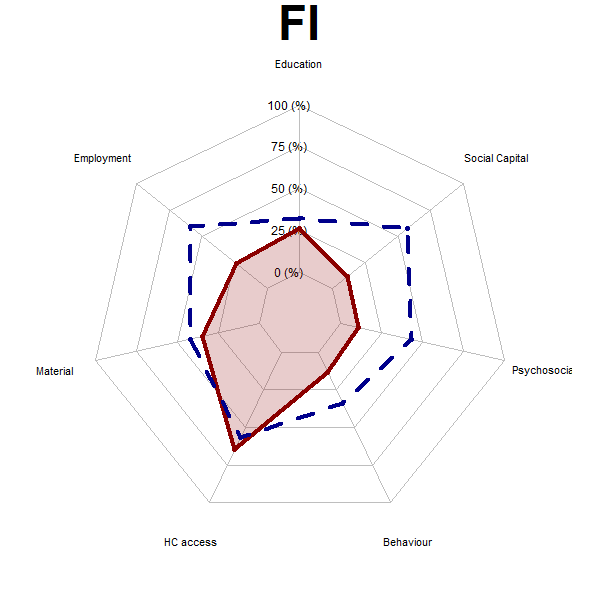 FI
Education
100 (%)
75 (%)
Employment
Social Capital
50 (%)
25 (%)
0 (%)
Material
Psychosocia
HC access
Behaviour